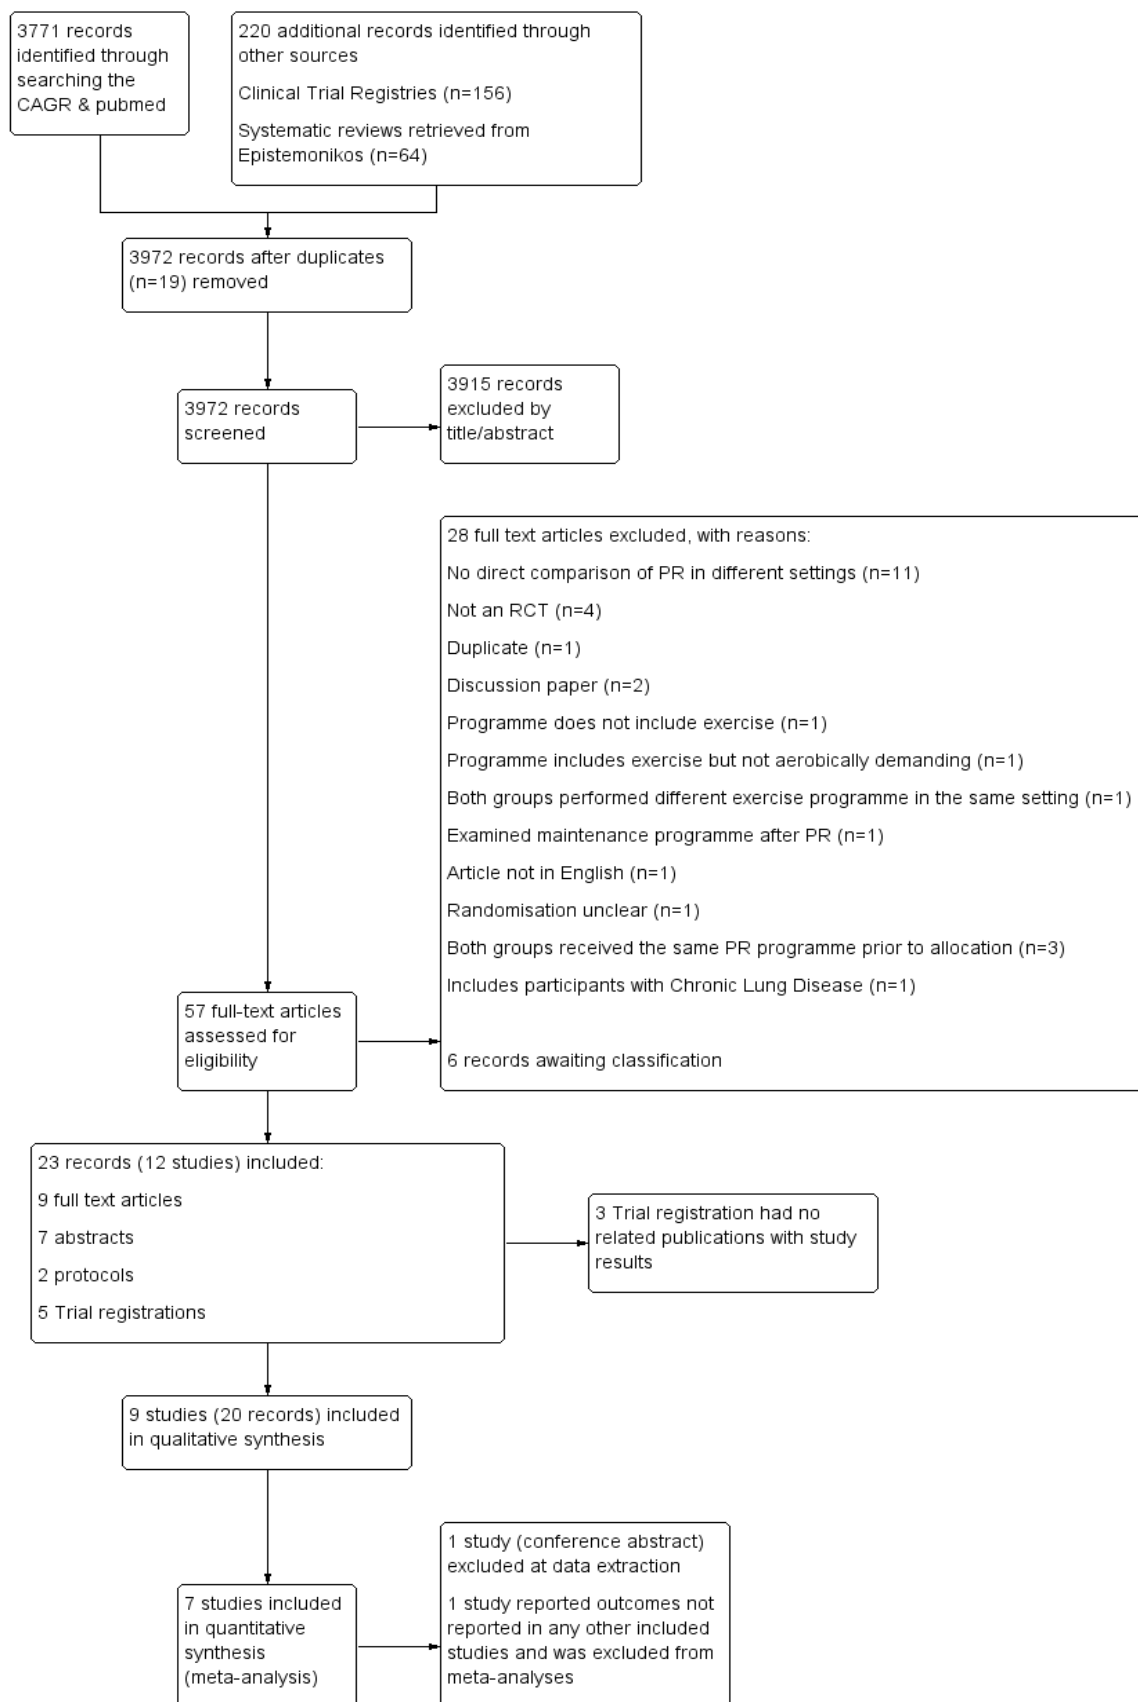 3771 records
identified through
searching the
CAGR & pubmed
220 additional records identified through
other sources
Clinical Trial Registries (n=156)
Systematic reviews retrieved from
Epistemonikos (n=64)
3972 records after duplicates
(n=19) removed
3972 records
screened
3915 records
excluded by
title/abstract
28 full text articles excluded, with reasons:
No direct comparison of PR in different settings (n=11)
Not an RCT (n=4)
Duplicate (n=1)
Discussion paper (n=2)
Programme does not include exercise (n=1)
Programme includes exercise but not aerobically demanding (n=1)
Both groups performed different exercise programme in the same setting (n=1)
Examined maintenance programme after PR (n=1)
Article not in English (n=1)
Randomisation unclear (n=1)
Both groups received the same PR programme prior to allocation (n=3)
Includes participants with Chronic Lung Disease (n=1)
6 records awaiting classification
57 full-text articles
assessed for
eligibility
23 records (12 studies) included:
9 full text articles
7 abstracts
2 protocols
5 Trial registrations
3 Trial registration had no
related publications with study
results
9 studies (20 records) included
in qualitative synthesis
7 studies included
in quantitative
synthesis
(meta-analysis)
1 study (conference abstract)
excluded at data extraction
1 study reported outcomes not
reported in any other included
studies and was excluded from
meta-analyses